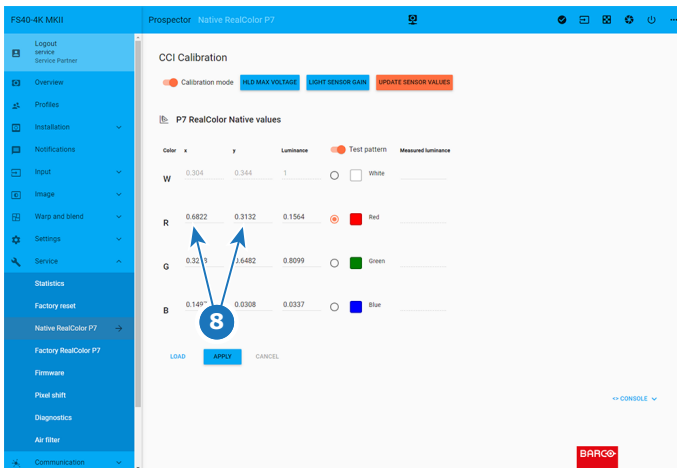 FS40-4K MKII
Prospector Native RealColor P7
Logout
service
Service Partner
Overview
Profiles
Installation
Notifications
Input
Image
Warp and blend
Settings
Service
Statistics
Factory reset
Native RealColor P7
Factory RealColor P7
Firmware
Pixel shift
Diagnostics
Air filter
Communication
CCI Calibration
Calibration mode HLD MAX VOLTAGE LIGHT SENSOR GAIN UPDATE SENSOR VALUES
P7 RealColor Native values
Color x y Luminance Test pattern Measured luminance
W 0.304 0.344 1 White
R 0.6822 0.3132 0.1564 Red
G 0.6482 0.8099 Green
B 0.0308 0.0337 Blue
8
LOAD APPLY CANCEL
<> CONSOLE
BARCO